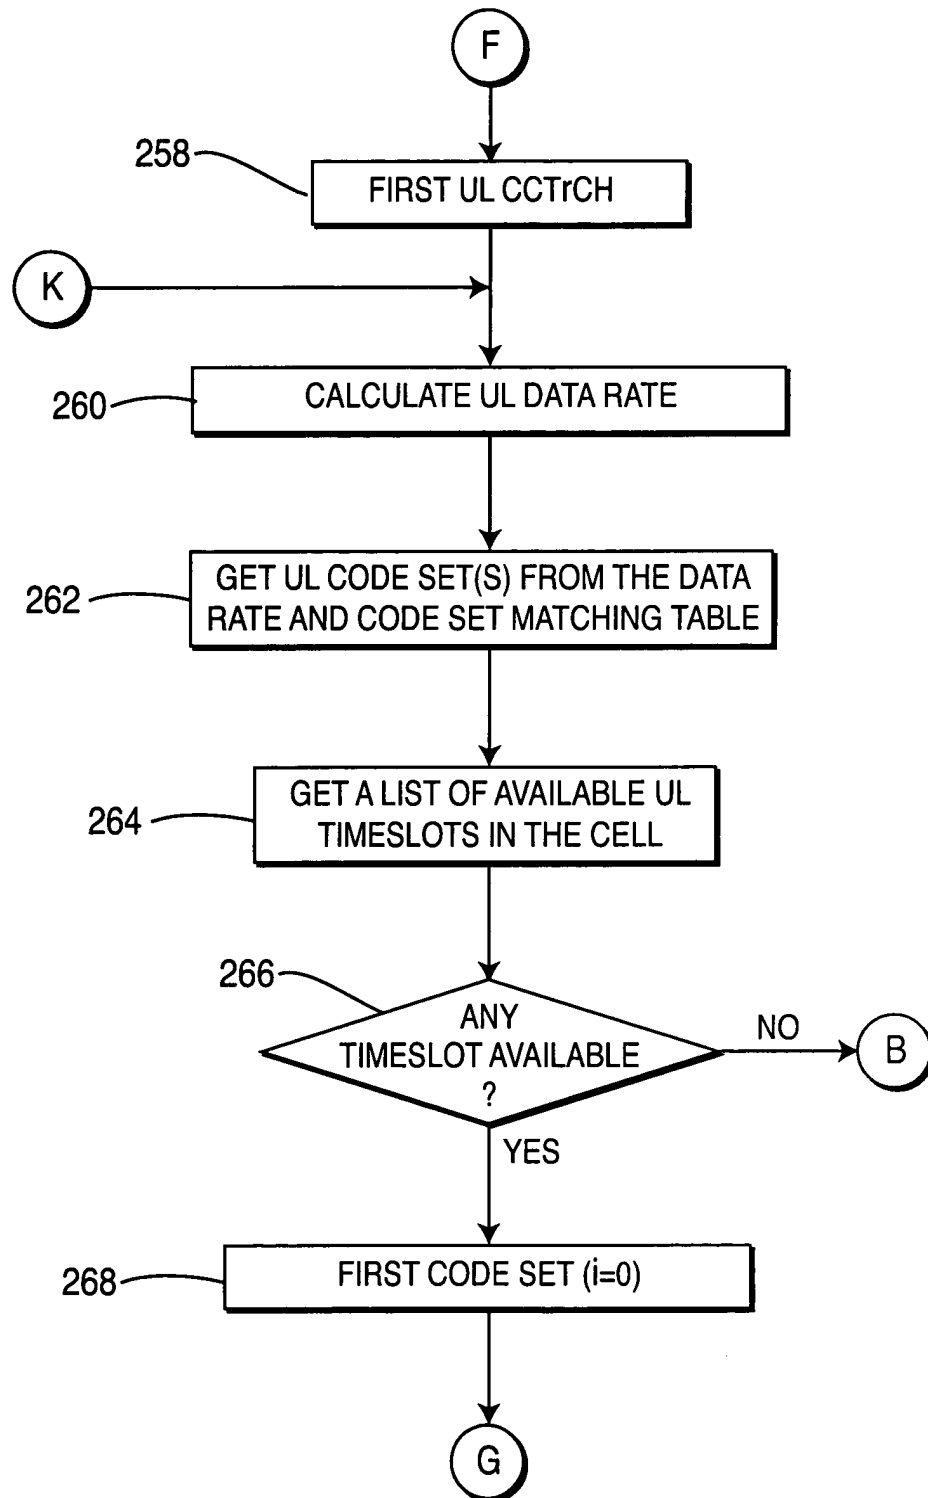 F
258
FIRST UL CCTrCH
K
260
CALCULATE UL DATA RATE
262
GET UL CODE SET(S) FROM THE DATA
RATE AND CODE SET MATCHING TABLE
264
GET A LIST OF AVAILABLE UL
TIMESLOTS IN THE CELL
266
ANY
TIMESLOT AVAILABLE
?
NO
B
YES
268
FIRST CODE SET (i=0)
G